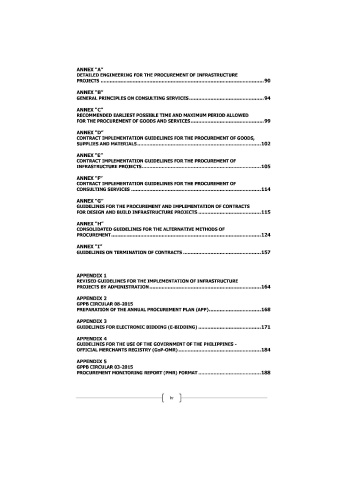 ANNEX "A"
DETAILED ENGINEERING FOR THE PROCUREMENT OF INFRASTRUCTURE
PROJECTS ........................................................................ 90
ANNEX "B"
GENERAL PRINCIPLES ON CONSULTING SERVICES ........................................ 94
ANNEX "C"
RECOMMENDED EARLIEST POSSIBLE TIME AND MAXIMUM PERIOD ALLOWED
FOR THE PROCUREMENT OF GOODS AND SERVICES ........................................ 99
ANNEX "D"
CONTRACT IMPLEMENTATION GUIDELINES FOR THE PROCUREMENT OF GOODS,
SUPPLIES AND MATERIALS ........................................ 102
ANNEX "E"
CONTRACT IMPLEMENTATION GUIDELINES FOR THE PROCUREMENT OF
INFRASTRUCTURE PROJECTS ........................................ 105
ANNEX "F"
CONTRACT IMPLEMENTATION GUIDELINES FOR THE PROCUREMENT OF
CONSULTING SERVICES ........................................ 114
ANNEX "G"
GUIDELINES FOR THE PROCUREMENT AND IMPLEMENTATION OF CONTRACTS
FOR DESIGN AND BUILD INFRASTRUCTURE PROJECTS .............................. 115
ANNEX "H"
CONSOLIDATED GUIDELINES FOR THE ALTERNATIVE METHODS OF
PROCUREMENT ........................................ 124
ANNEX "I"
GUIDELINES ON TERMINATION OF CONTRACTS ........................................ 157
APPENDIX 1
REVISED GUIDELINES FOR THE IMPLEMENTATION OF INFRASTRUCTURE
PROJECTS BY ADMINISTRATION ........................................ 164
APPENDIX 2
GPPB CIRCULAR 08-2015
PREPARATION OF THE ANNUAL PROCUREMENT PLAN (APP) .............................. 168
APPENDIX 3
GUIDELINES FOR ELECTRONIC BIDDING (E-BIDDING) .............................. 171
APPENDIX 4
GUIDELINES FOR THE USE OF THE GOVERNMENT OF THE PHILIPPINES -
OFFICIAL MERCHANTS REGISTRY (GoP-OMR) ........................................ 184
APPENDIX 5
GPPB CIRCULAR 03-2015
PROCUREMENT MONITORING REPORT (PMR) FORMAT .............................. 188